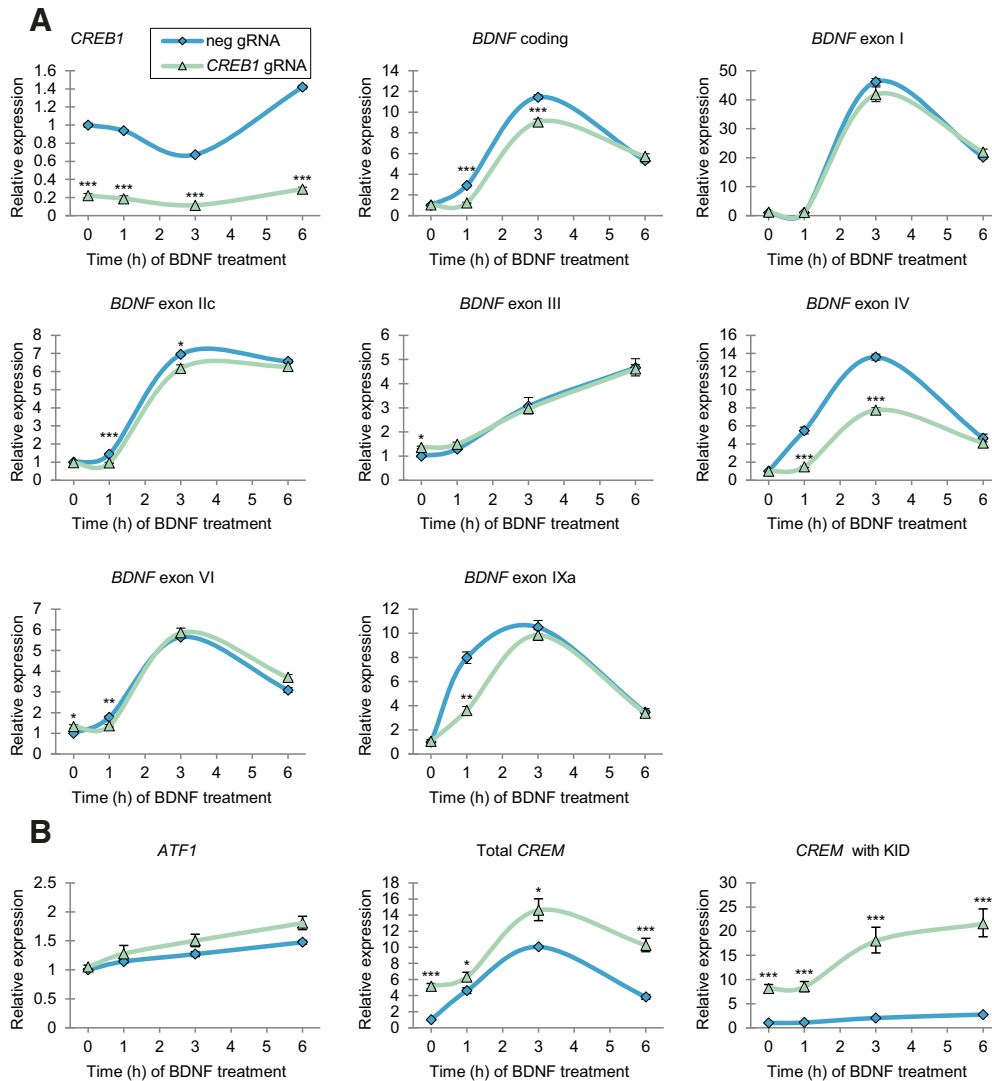 A
CREB1
neg gRNA
CREB1 gRNA
Relative expression
1.6
1.4
1.2
1
0.8
0.6
0.4
0.2
0
*** *** *** ***
0 1 2 3 4 5 6
Time (h) of BDNF treatment
BDNF coding
Relative expression
14
12
10
8
6
4
2
0
*** ***
0 1 2 3 4 5 6
Time (h) of BDNF treatment
BDNF exon I
Relative expression
50
40
30
20
10
0
0 1 2 3 4 5 6
Time (h) of BDNF treatment
BDNF exon IIc
Relative expression
8
7
6
5
4
3
2
1
0
*** *
0 1 2 3 4 5 6
Time (h) of BDNF treatment
BDNF exon III
Relative expression
6
5
4
3
2
1
0
*
0 1 2 3 4 5 6
Time (h) of BDNF treatment
BDNF exon IV
Relative expression
16
14
12
10
8
6
4
2
0
*** ***
0 1 2 3 4 5 6
Time (h) of BDNF treatment
BDNF exon VI
Relative expression
7
6
5
4
3
2
1
0
* **
0 1 2 3 4 5 6
Time (h) of BDNF treatment
BDNF exon IXa
Relative expression
12
10
8
6
4
2
0
**
0 1 2 3 4 5 6
Time (h) of BDNF treatment
B
ATF1
Relative expression
2.5
2
1.5
1
0.5
0
0 1 2 3 4 5 6
Time (h) of BDNF treatment
Total CREM
Relative expression
18
16
14
12
10
8
6
4
2
0
*** * * ***
0 1 2 3 4 5 6
Time (h) of BDNF treatment
CREM with KID
Relative expression
30
25
20
15
10
5
0
*** *** *** ***
0 1 2 3 4 5 6
Time (h) of BDNF treatment